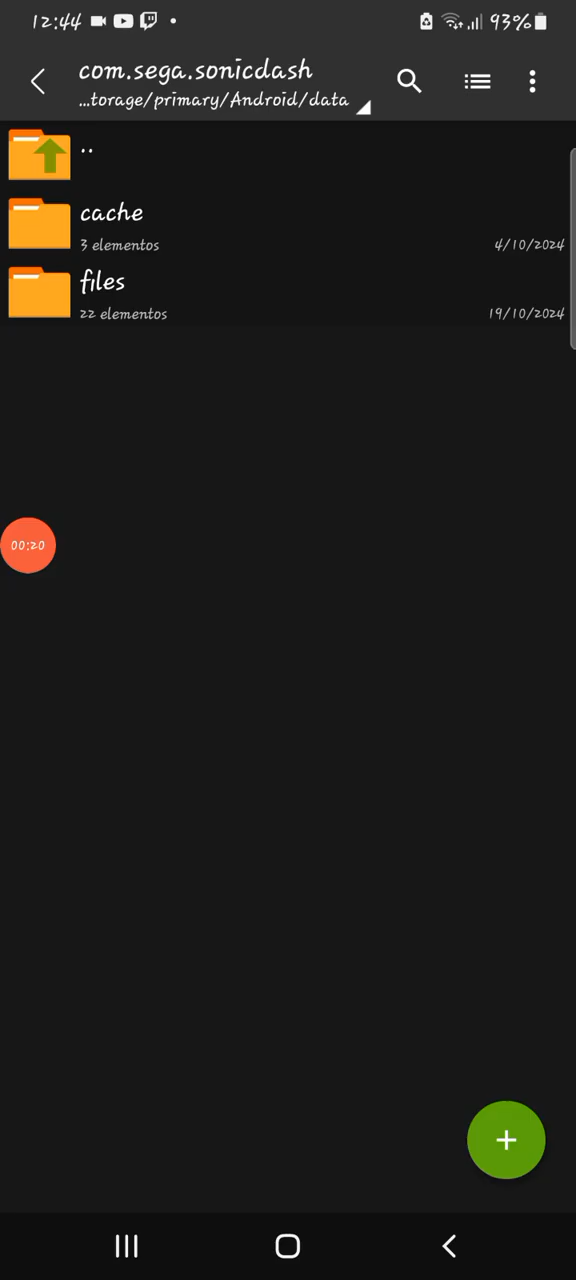 12:44 93%
com.sega.sonicdash
...torage/primary/Android/data
..
cache
3 elementos 4/10/2024
files
22 elementos 19/10/2024
00:20